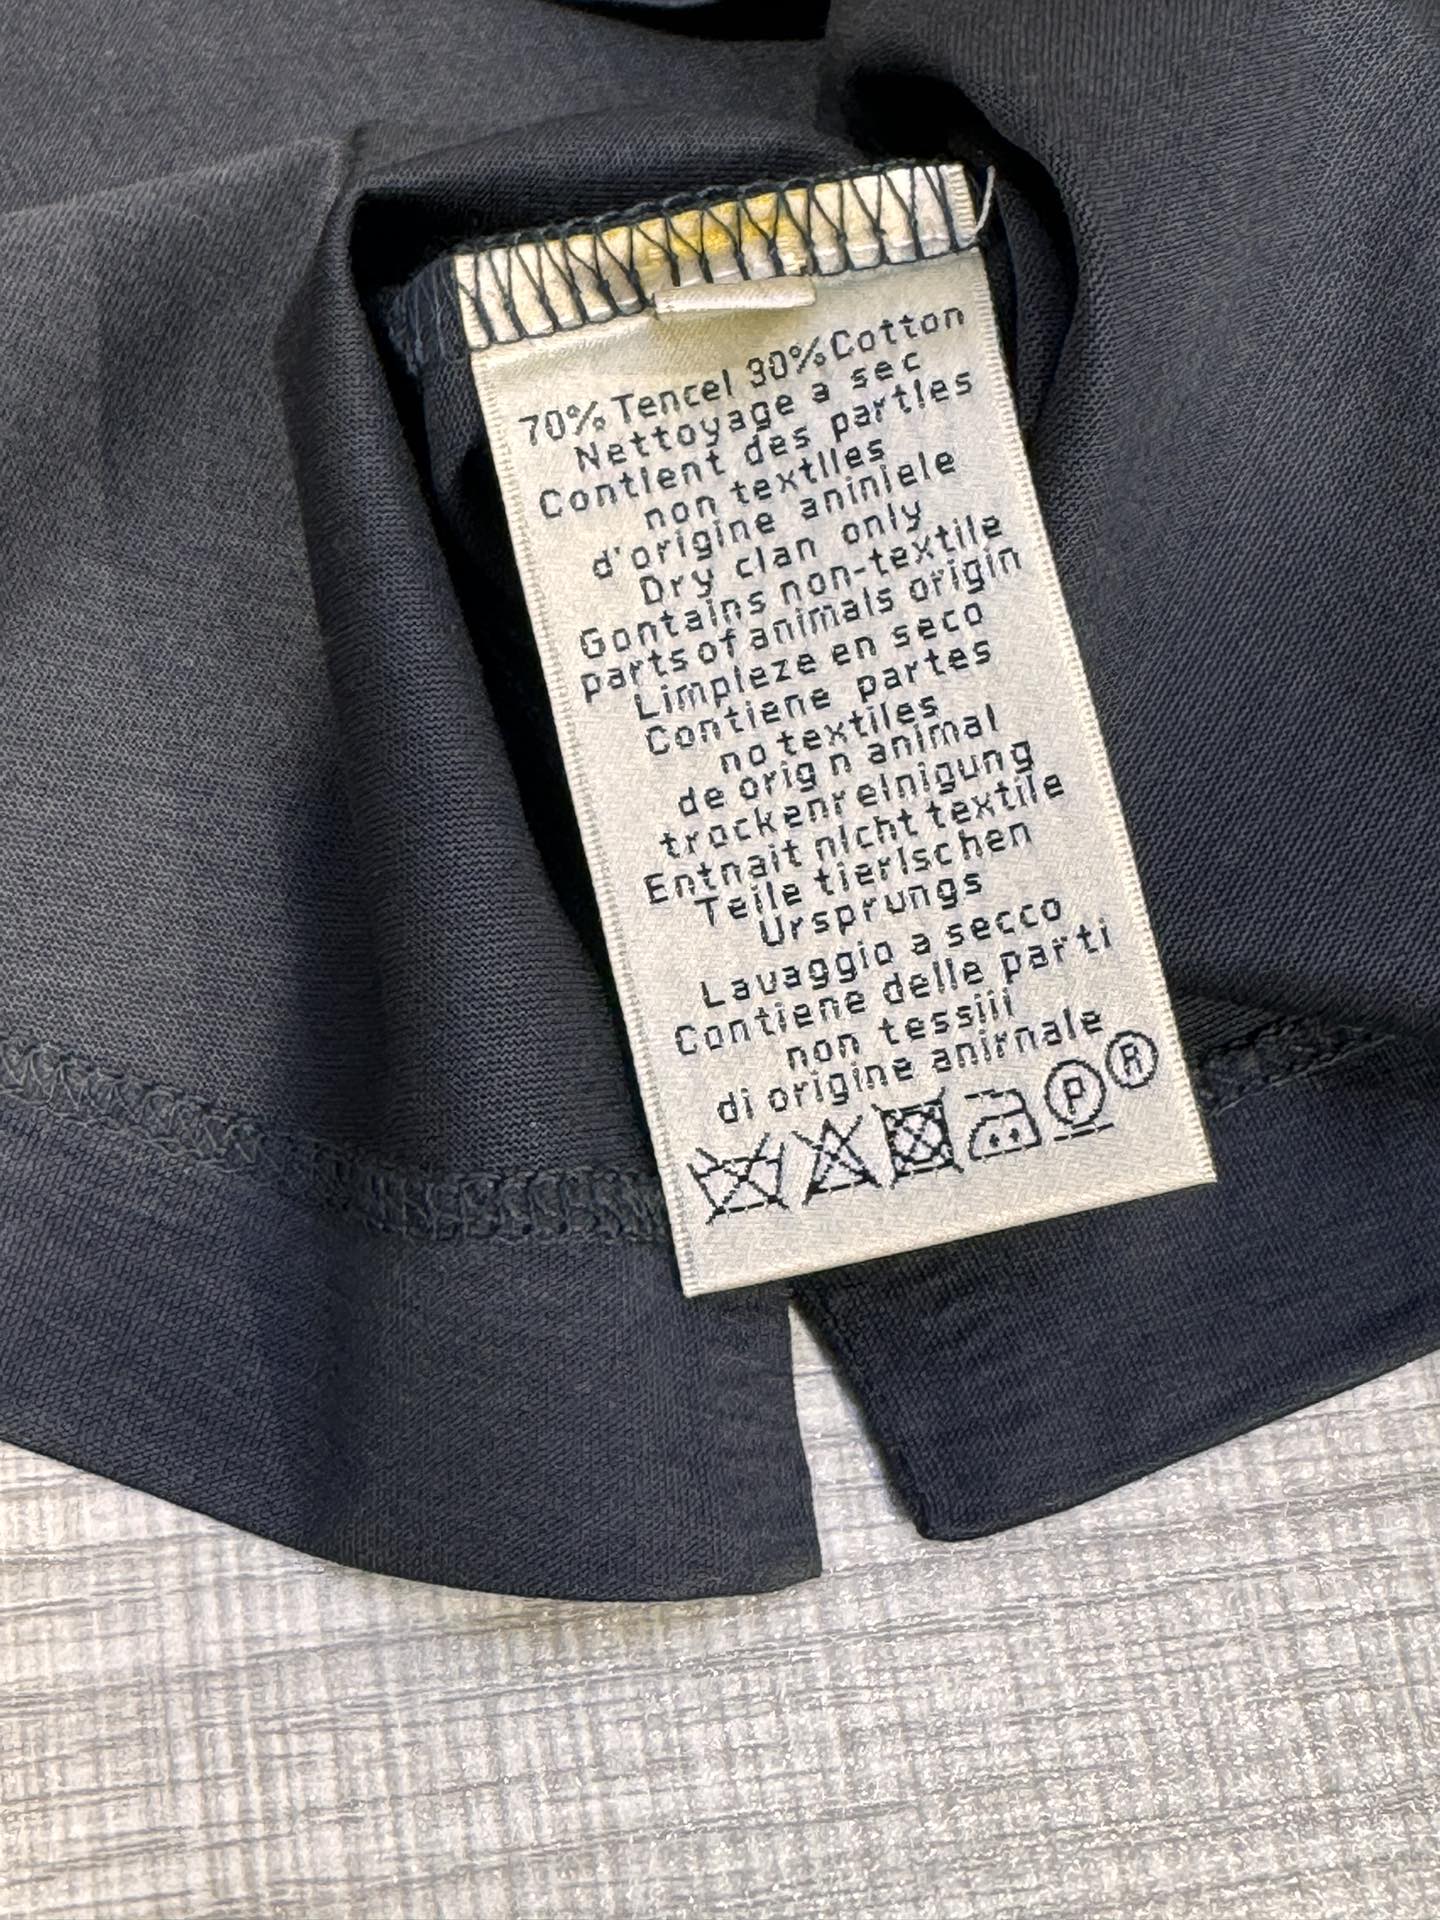 70% Tencel 30% Cotton
Nettoyage a sec
Contlent des partles
non textlles
d'origine aniniele
Dry clan only
Gontains non-textile
parts of animals origin
Limpleze en seco
Contiene partes
no textiles
de orig n animal
trockenrelnigung
Entnait nlcht textile
Teile tierlschen
Ursprungs
Lavaggio a secco
Contiene delle parti
non tessiii
di origine anirnale
P R